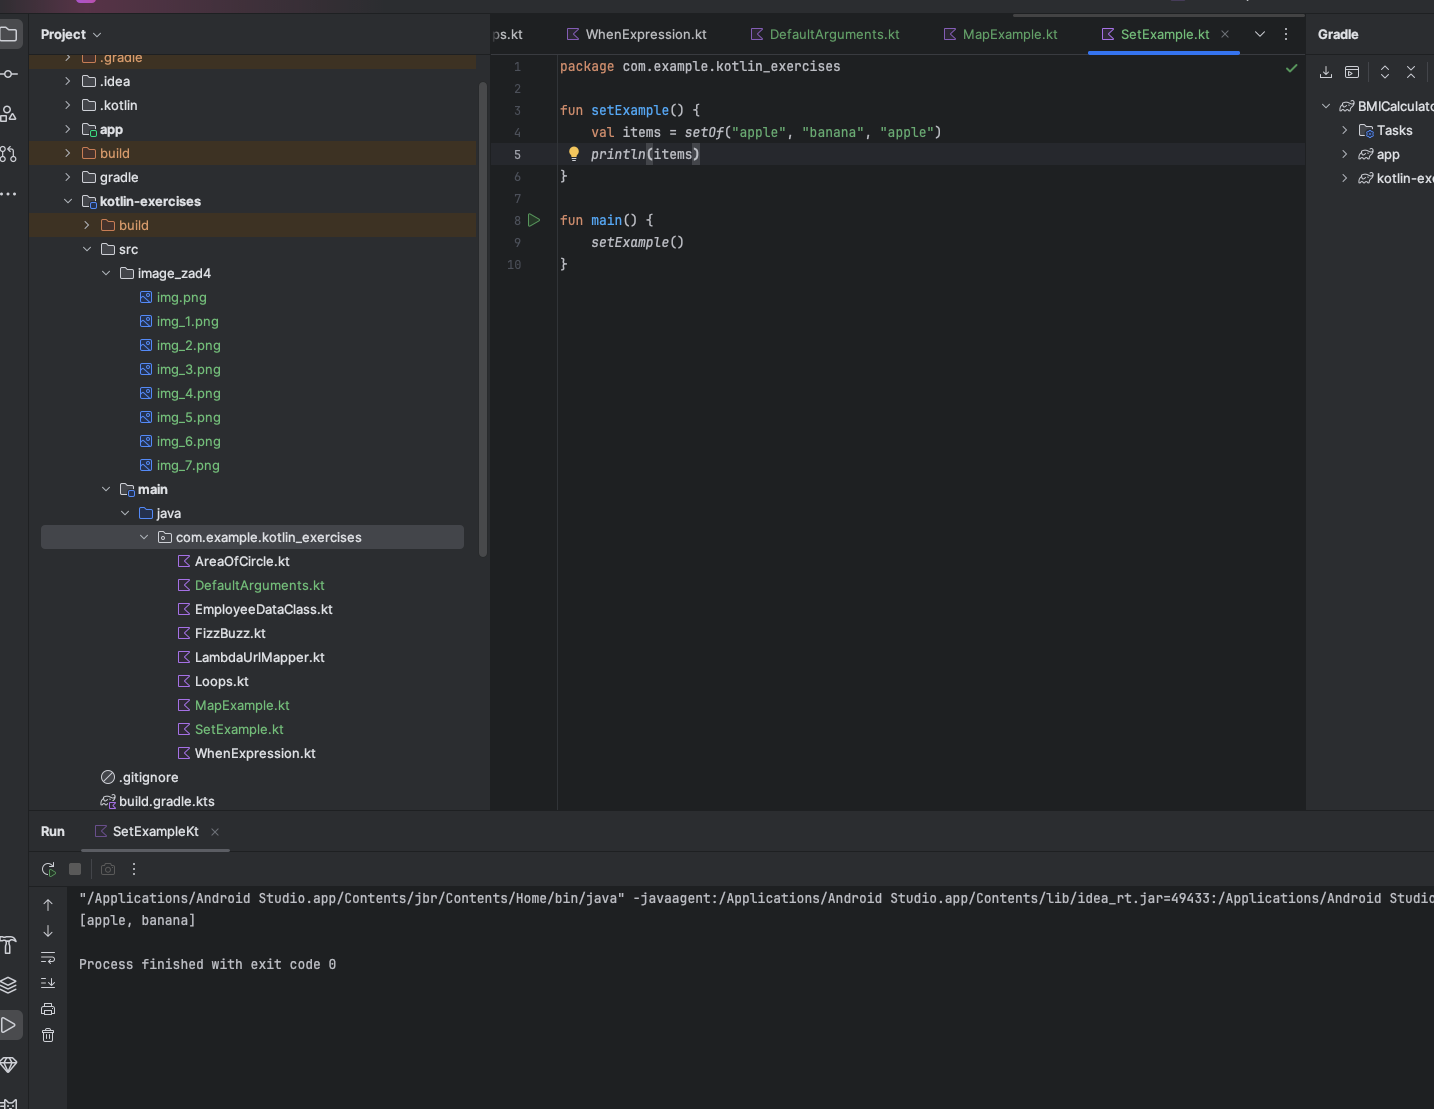 Project
.gradle
.idea
.kotlin
app
build
gradle
kotlin-exercises
build
src
image_zad4
img.png
img_1.png
img_2.png
img_3.png
img_4.png
img_5.png
img_6.png
img_7.png
main
java
com.example.kotlin_exercises
AreaOfCircle.kt
DefaultArguments.kt
EmployeeDataClass.kt
FizzBuzz.kt
LambdaUrlMapper.kt
Loops.kt
MapExample.kt
SetExample.kt
WhenExpression.kt
.gitignore
build.gradle.kts
ps.kt WhenExpression.kt DefaultArguments.kt MapExample.kt SetExample.kt
1 package com.example.kotlin_exercises
2
3 fun setExample() {
4 val items = setOf("apple", "banana", "apple")
5 println(items)
6 }
7
8 fun main() {
9 setExample()
10 }
Gradle
BMICalculato
Tasks
app
kotlin-exe
Run SetExampleKt
"/Applications/Android Studio.app/Contents/jbr/Contents/Home/bin/java" -javaagent:/Applications/Android Studio.app/Contents/lib/idea_rt.jar=49433:/Applications/Android Studio
[apple, banana]
Process finished with exit code 0